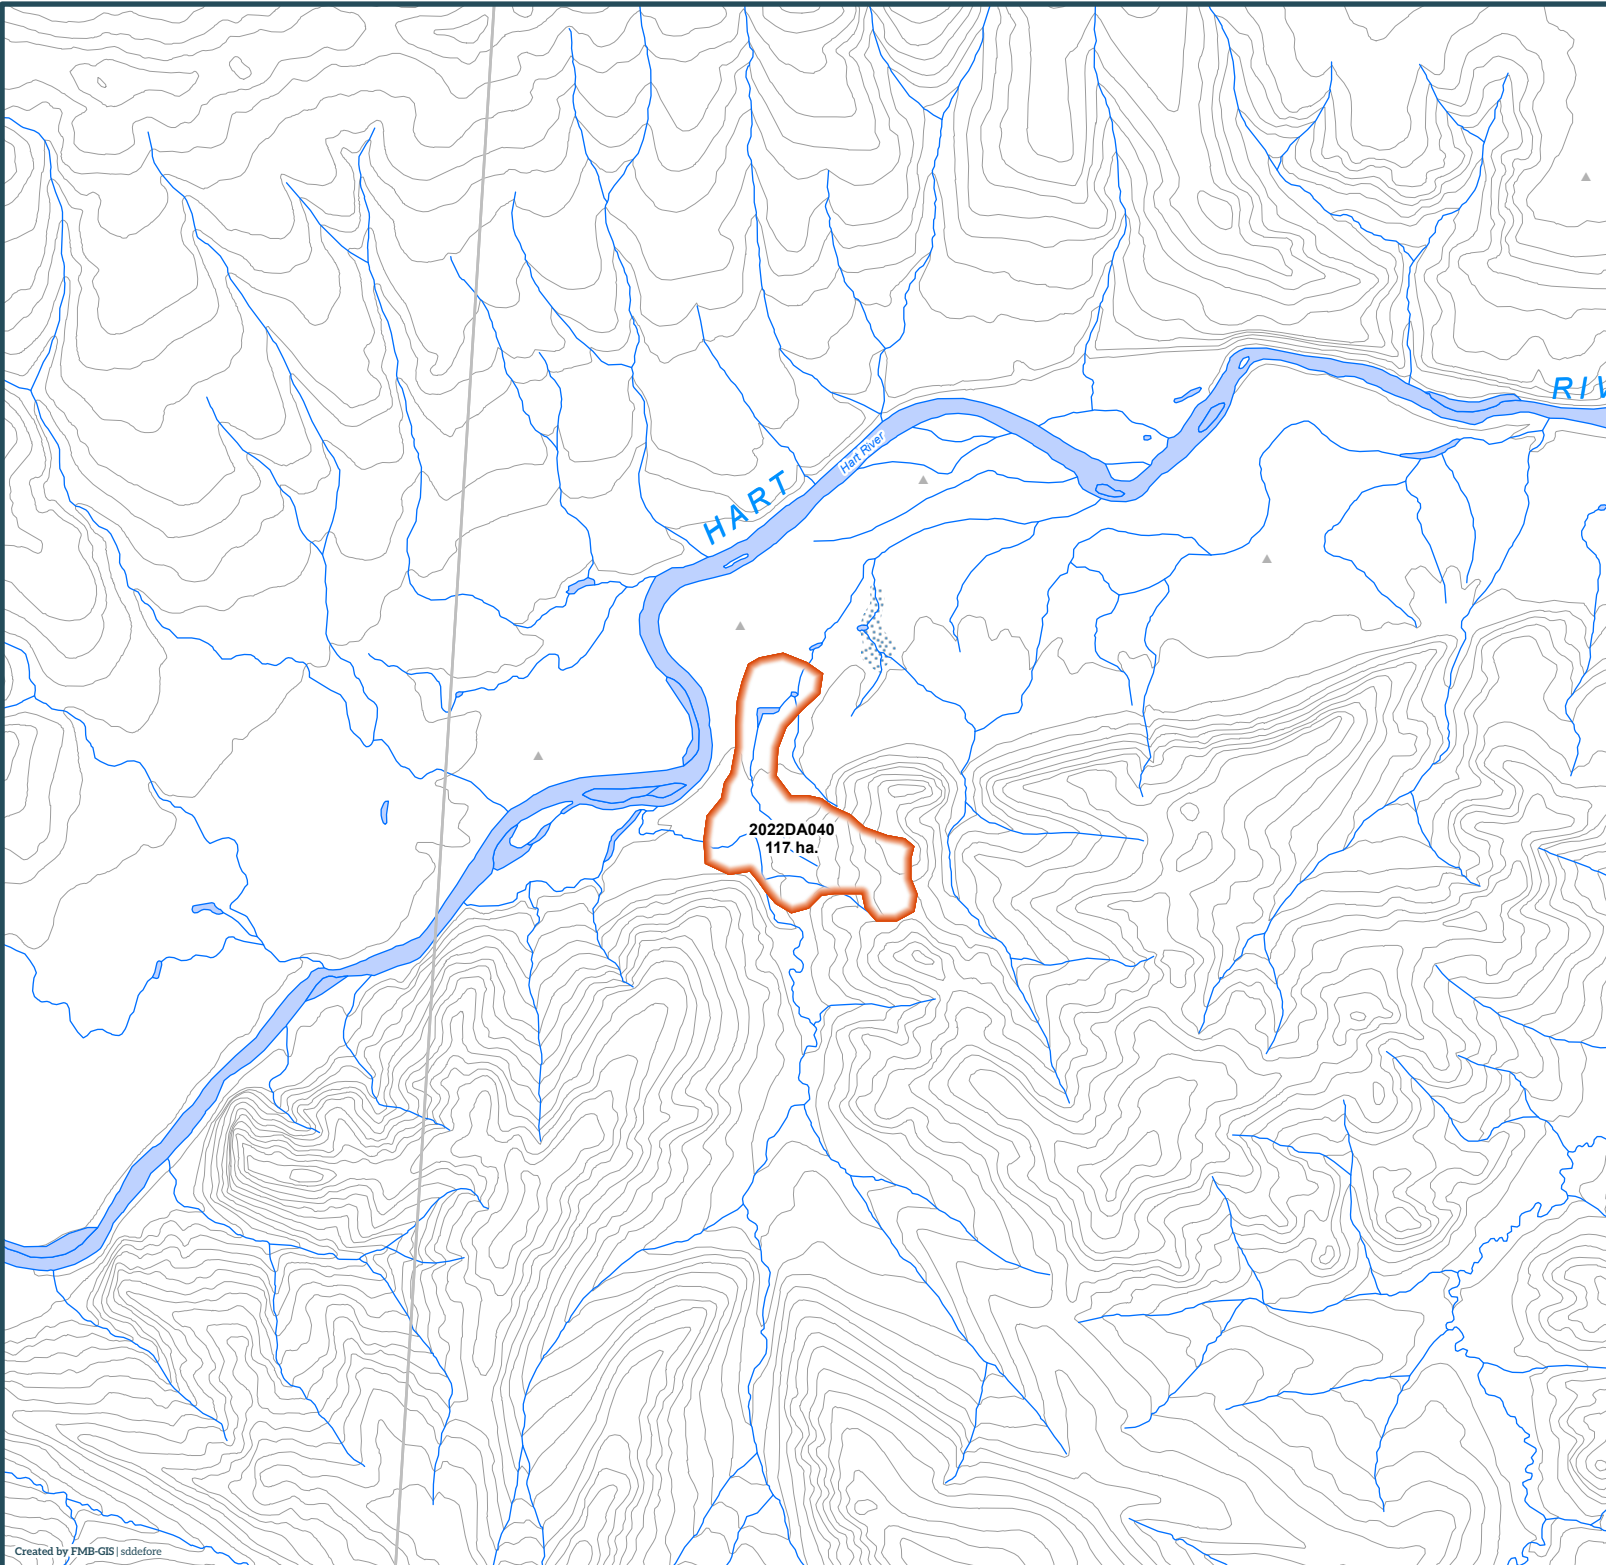 RIV
HART
Hart River
2022DA040
117 ha.
Created by FMB-GIS | sddefore